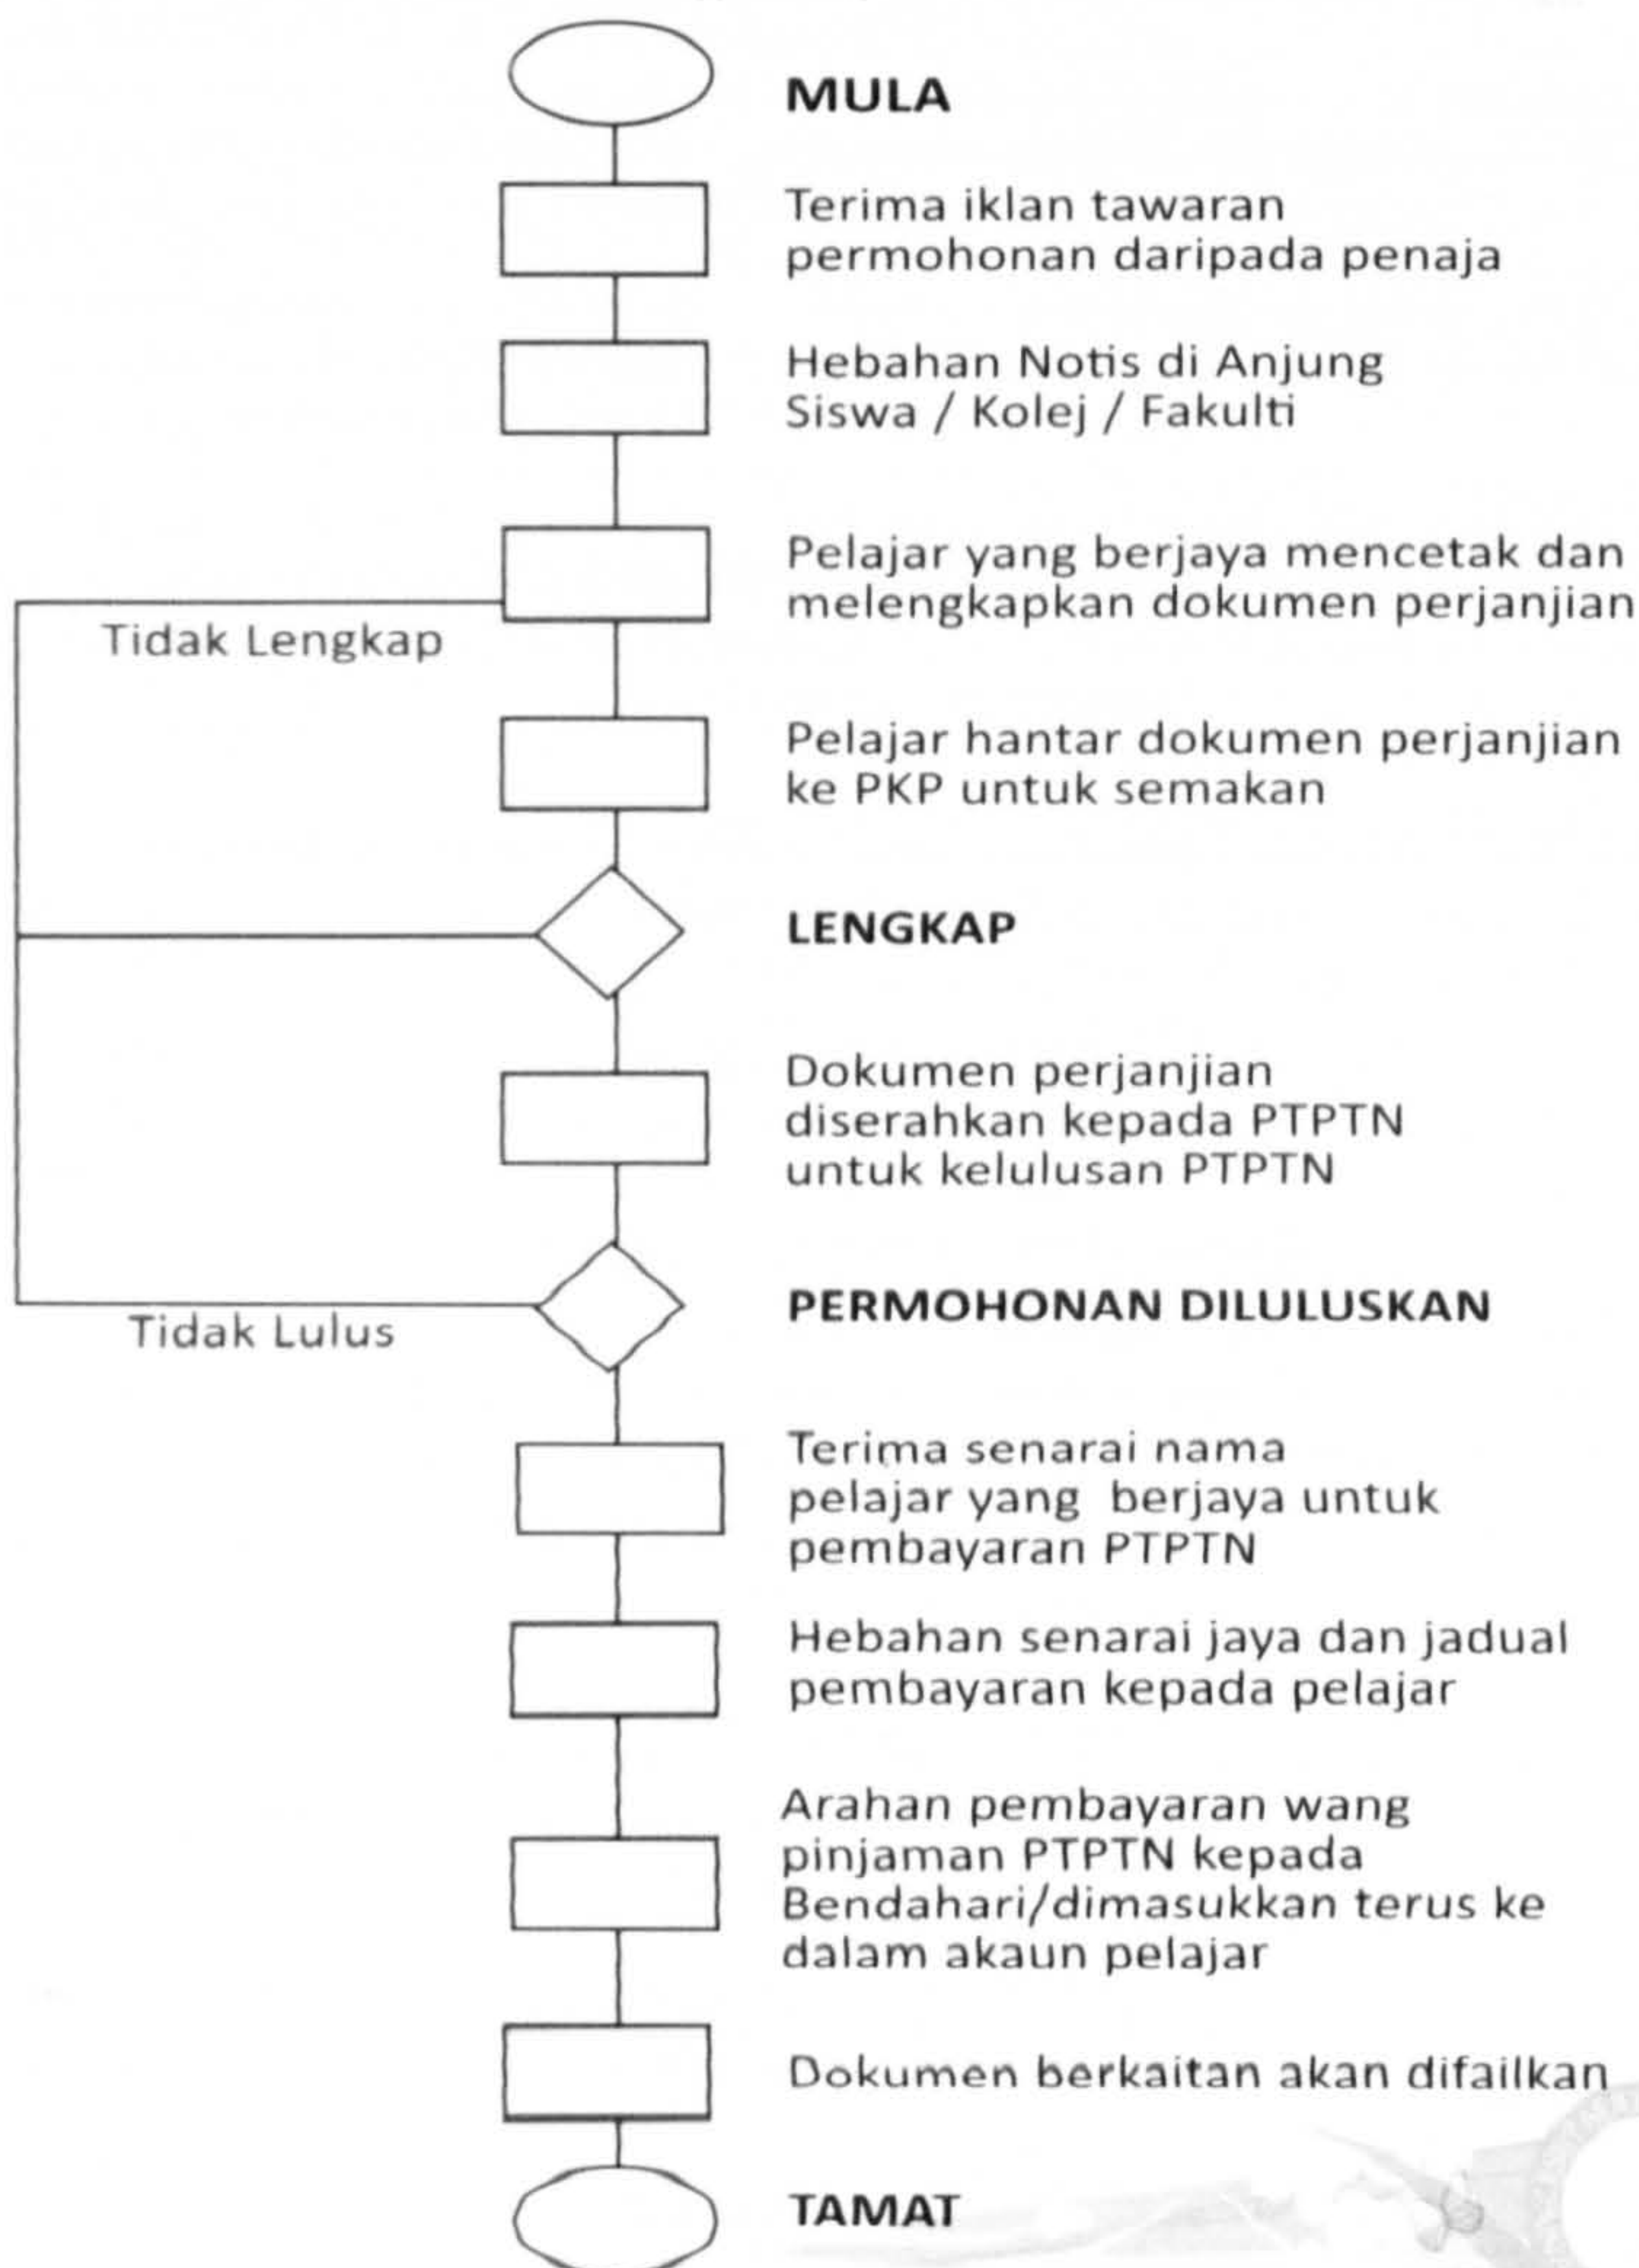 MULA
Terima iklan tawaran
permohonan daripada penaja
Hebahan Notis di Anjung
Siswa / Kolej / Fakulti
Pelajar yang berjaya mencetak dan
melengkapkan dokumen perjanjian
Tidak Lengkap
Pelajar hantar dokumen perjanjian
ke PKP untuk semakan
LENGKAP
Dokumen perjanjian
diserahkan kepada PTPTN
untuk kelulusan PTPTN
PERMOHONAN DILULUSKAN
Tidak Lulus
Terima senarai nama
pelajar yang berjaya untuk
pembayaran PTPTN
Hebahan senarai jaya dan jadual
pembayaran kepada pelajar
Arahan pembayaran wang
pinjaman PTPTN kepada
Bendahari/dimasukkan terus ke
dalam akaun pelajar
Dokumen berkaitan akan difailkan
TAMAT